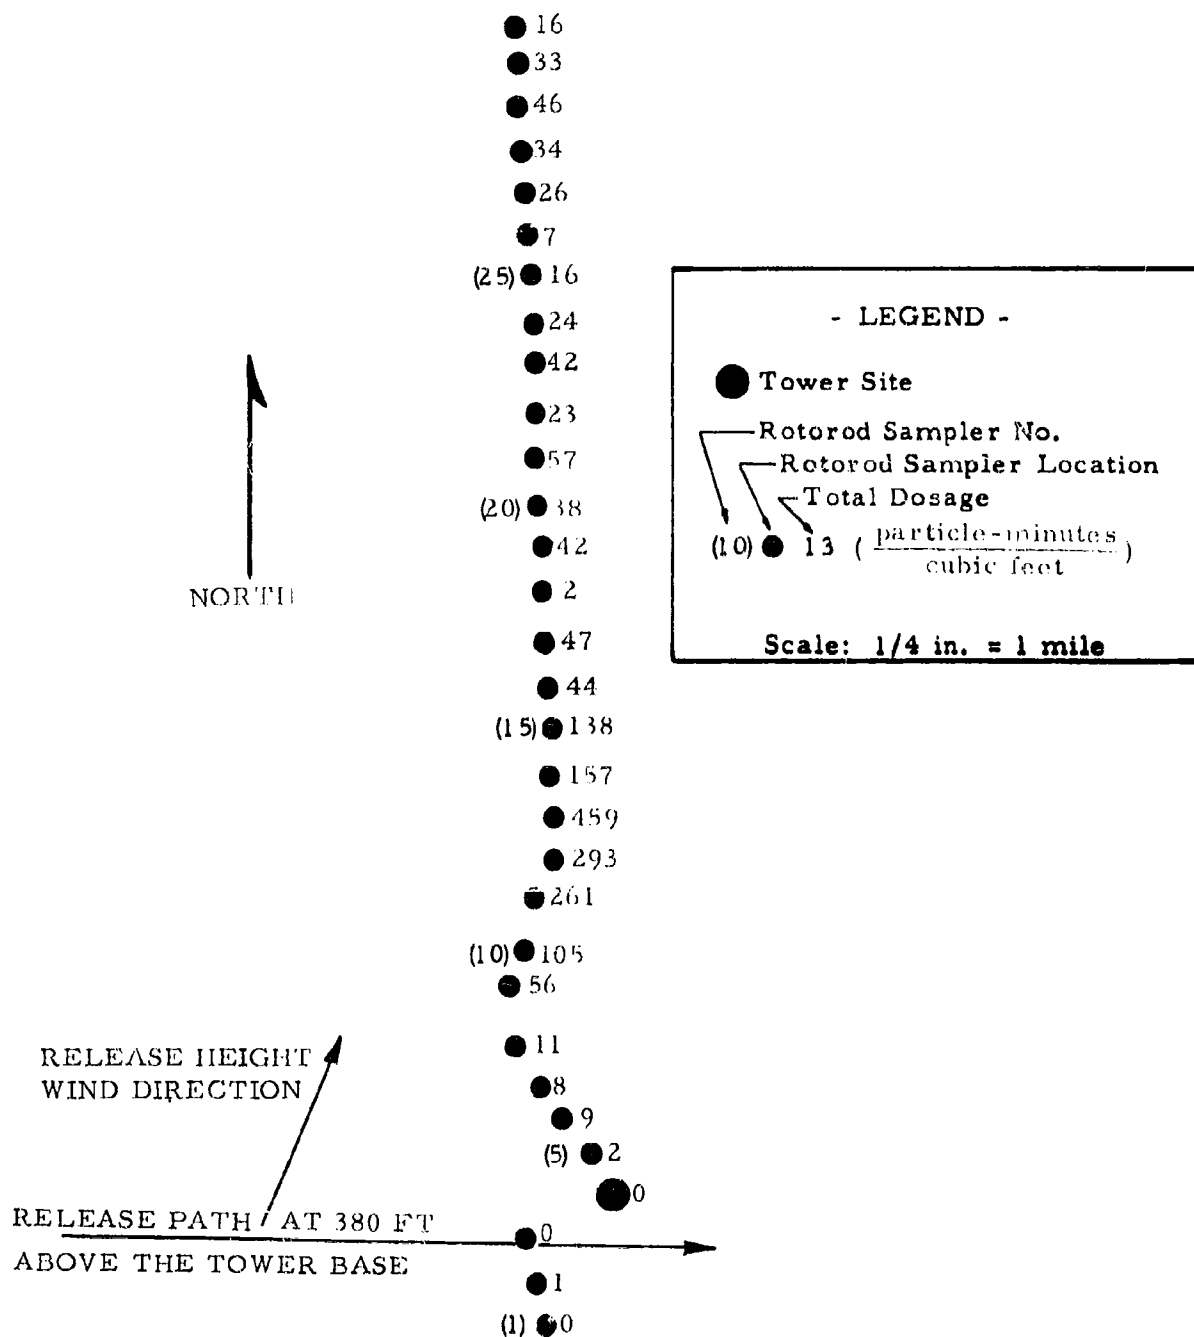 16
33
46
34
26
7
(25) 16
24
42
23
57
(20) 38
42
2
47
44
(15) 138
157
459
293
261
(10) 105
56
11
8
9
(5) 2
0
0
1
(1) 0
NORTH
- LEGEND -
Tower Site
Rotorod Sampler No.
Rotorod Sampler Location
Total Dosage
(10) 13 ( particle-minutes
cubic feet )
Scale: 1/4 in. = 1 mile
RELEASE HEIGHT
WIND DIRECTION
RELEASE PATH AT 380 FT
ABOVE THE TOWER BASE